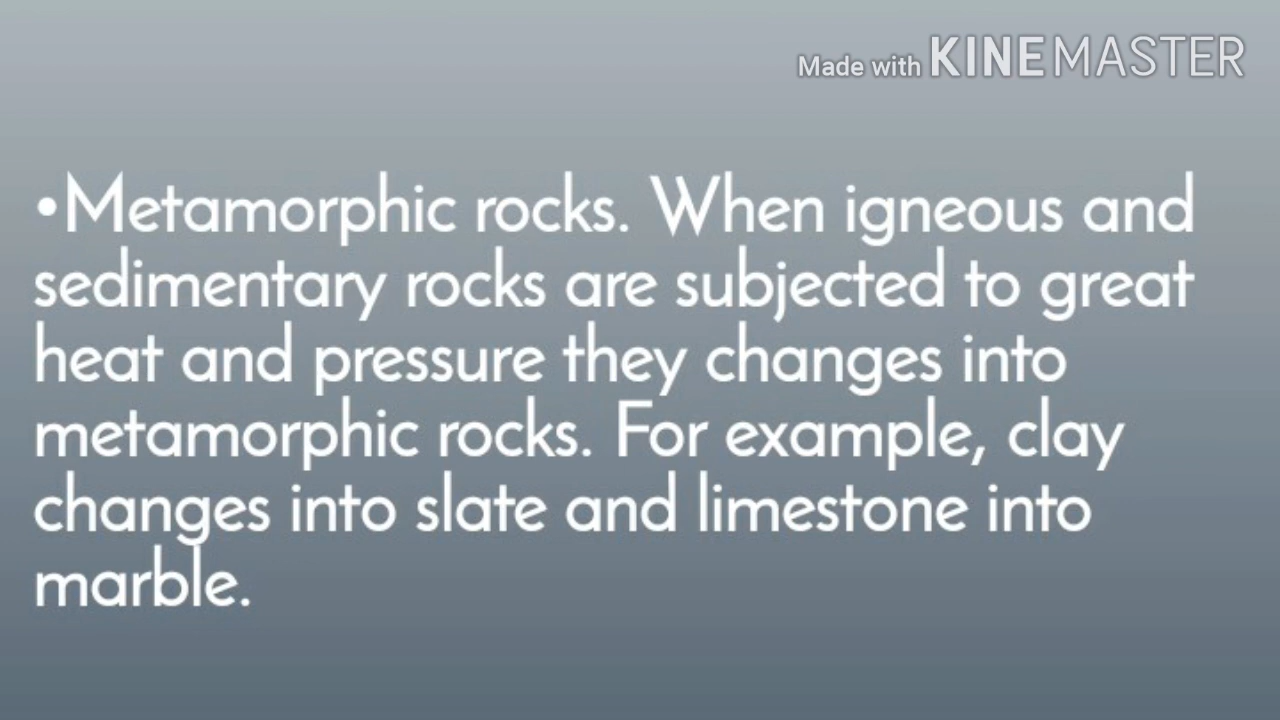 Made with KINEMASTER
•Metamorphic rocks. When igneous and
sedimentary rocks are subjected to great
heat and pressure they changes into
metamorphic rocks. For example, clay
changes into slate and limestone into
marble.